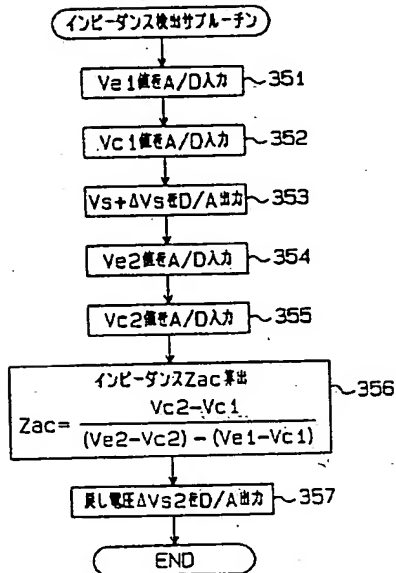 インピーダンス検出サブルーチン
Ve1値をA/D入力 351
Vc1値をA/D入力 352
Vs+ΔVsをD/A出力 353
Ve2値をA/D入力 354
Vc2値をA/D入力 355
インピーダンスZac算出 356
Vc2-Vc1
Zac=
(Ve2-Vc2)-(Ve1-Vc1)
戻し電圧ΔVs2をD/A出力 357
END